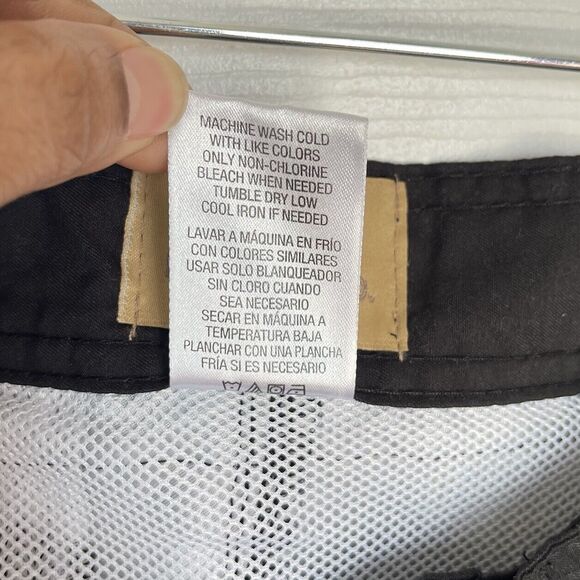 MACHINE WASH COLD
WITH LIKE COLORS
ONLY NON-CHLORINE
BLEACH WHEN NEEDED
TUMBLE DRY LOW
COOL IRON IF NEEDED
LAVAR A MÁQUINA EN FRÍO
CON COLORES SIMILARES
USAR SOLO BLANQUEADOR
SIN CLORO CUANDO
SEA NECESARIO
SECAR EN MÁQUINA A
TEMPERATURA BAJA
PLANCHAR CON UNA PLANCHA
FRÍA SI ES NECESARIO